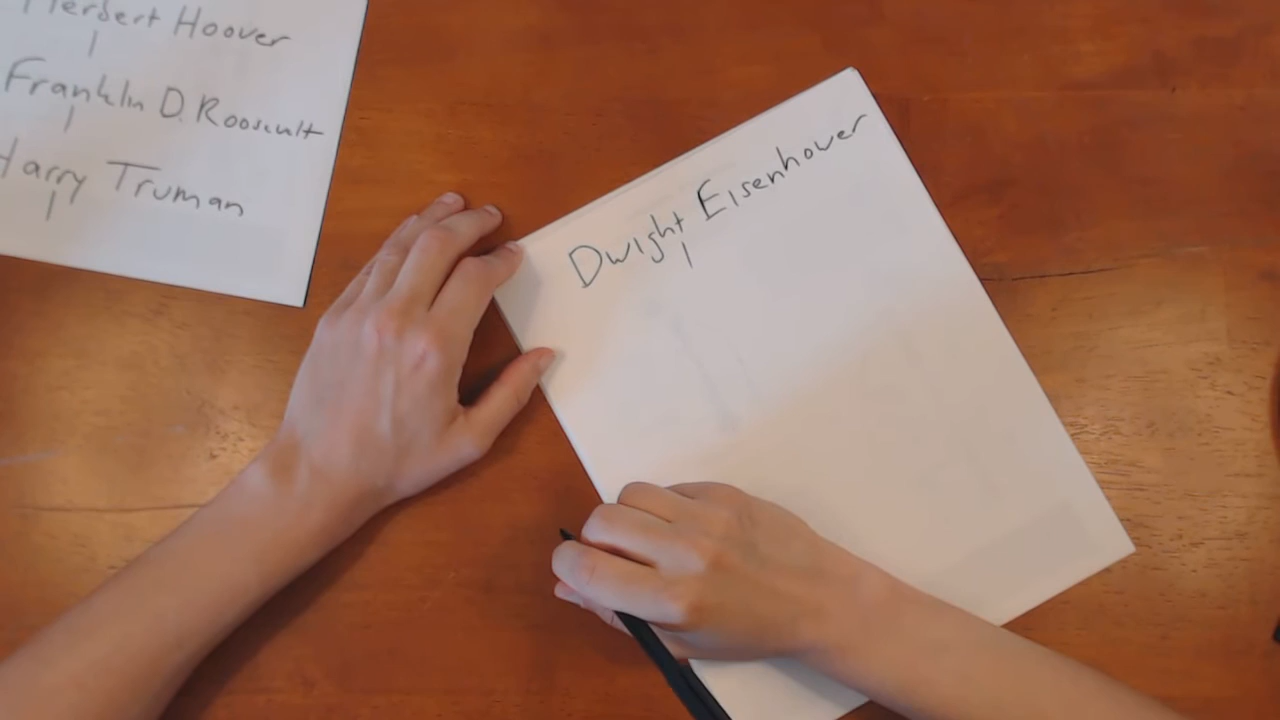 Herbert Hoover
Franklin D. Roosevelt
Harry Truman
Dwight Eisenhower